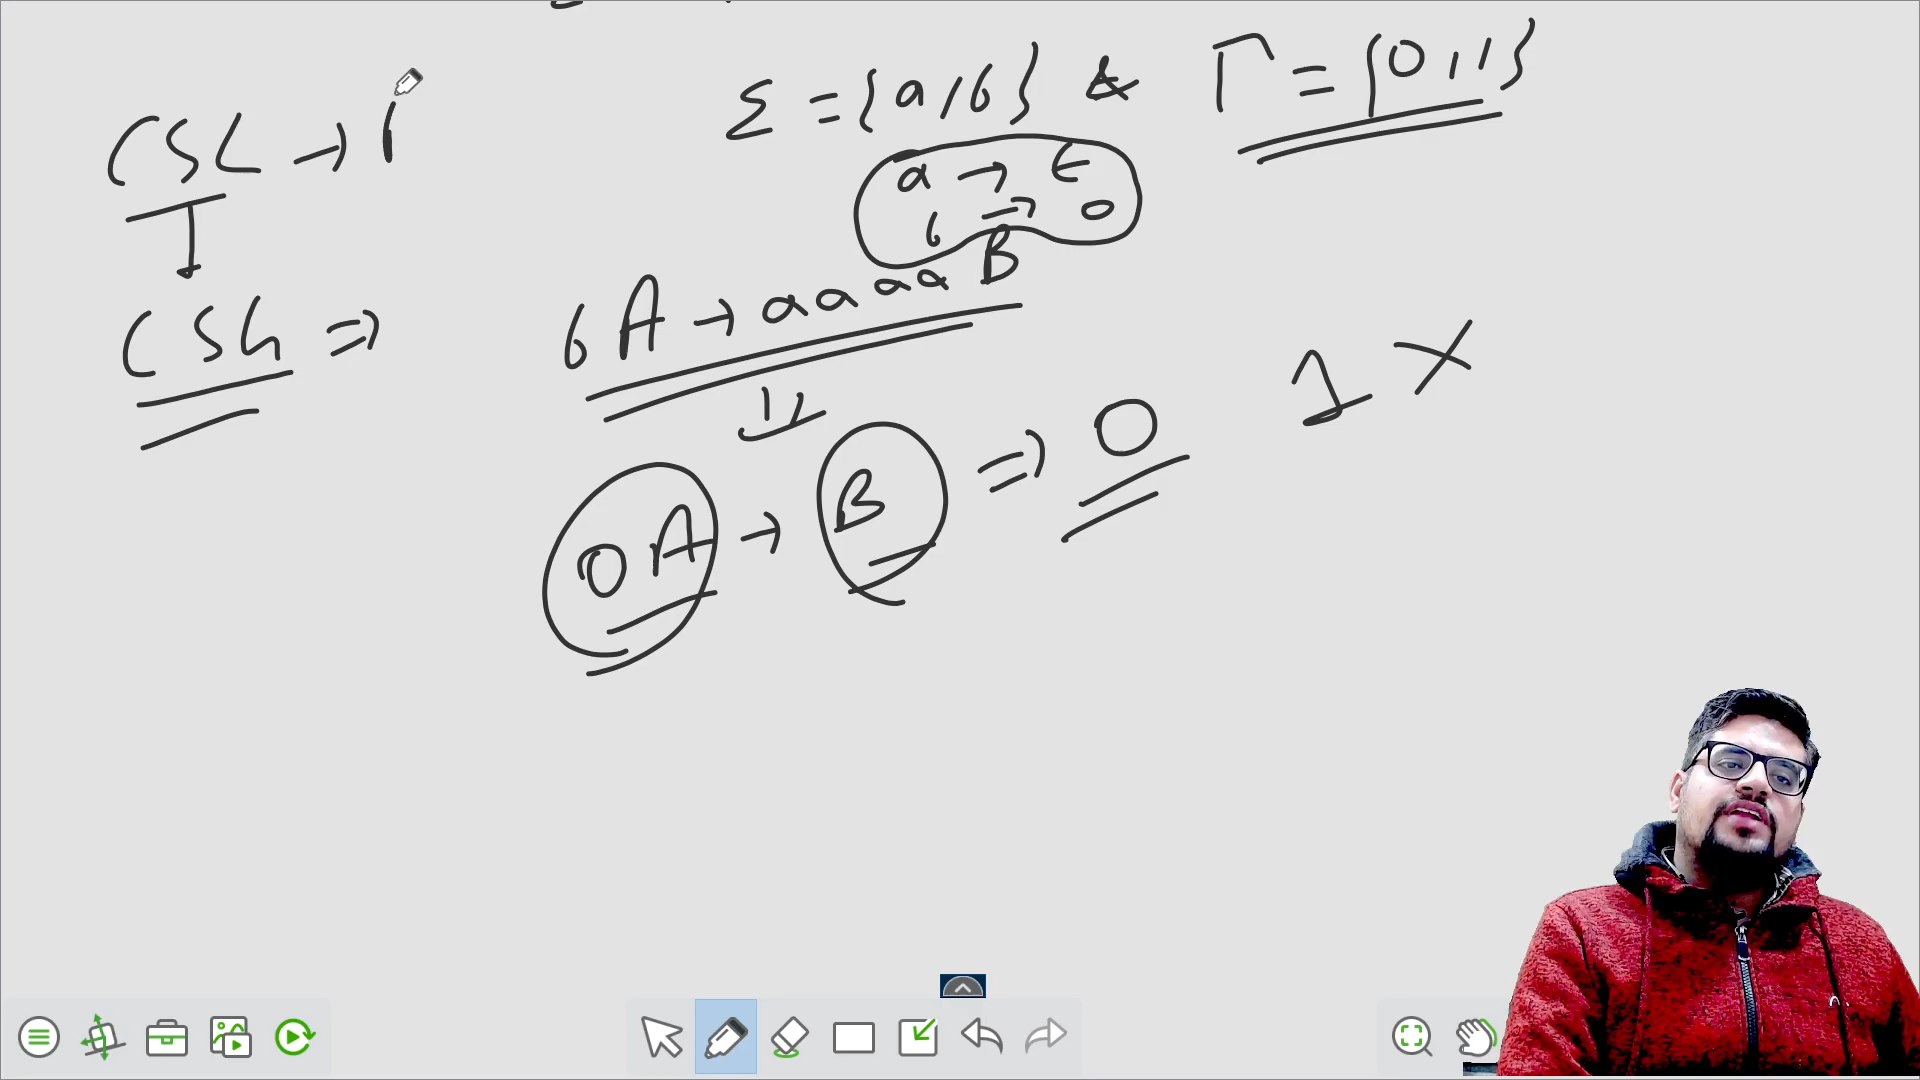 Σ = {a, b} & Γ = {0, 1}
CSL →
a → ε
b ⇒ 0
CSG ⇒
bA → aaaaB
0A → B ⇒ 0
1 ×